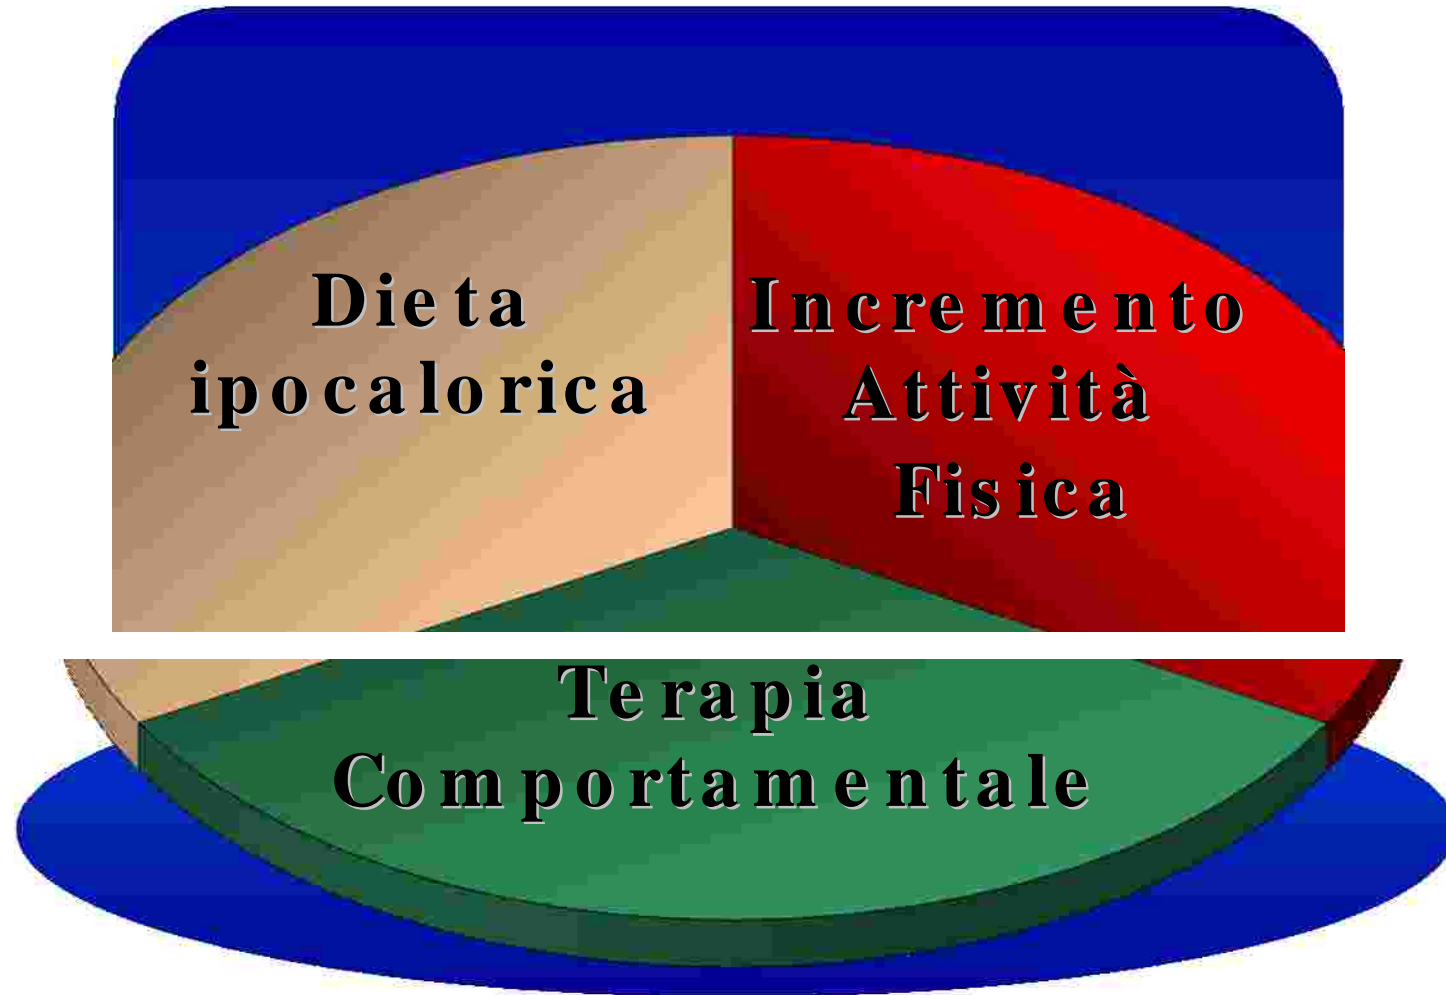 Dieta
ipocalorica
Incremento
Attività
Fisica
Terapia
Comportamentale